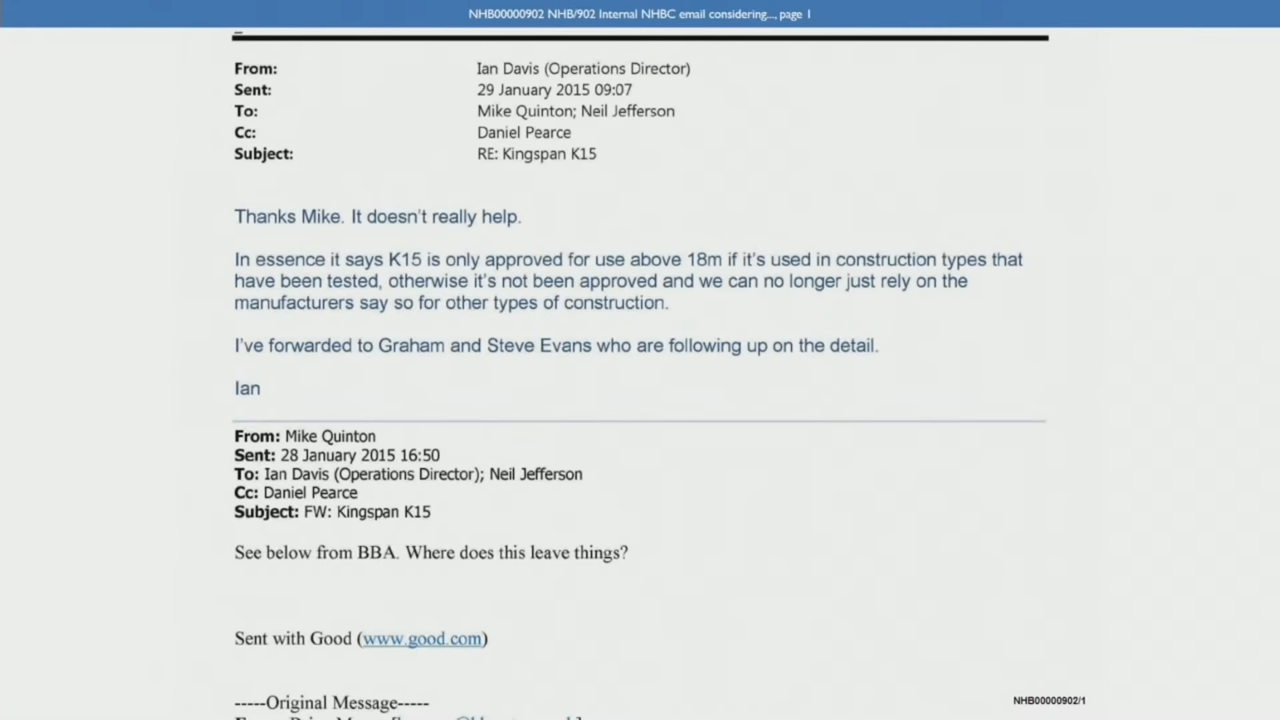 NHB00000902 NHB/902 Internal NHBC email considering..., page 1
From: Ian Davis (Operations Director)
Sent: 29 January 2015 09:07
To: Mike Quinton; Neil Jefferson
Cc: Daniel Pearce
Subject: RE: Kingspan K15
Thanks Mike. It doesn't really help.
In essence it says K15 is only approved for use above 18m if it's used in construction types that
have been tested, otherwise it's not been approved and we can no longer just rely on the
manufacturers say so for other types of construction.
I've forwarded to Graham and Steve Evans who are following up on the detail.
Ian
From: Mike Quinton
Sent: 28 January 2015 16:50
To: Ian Davis (Operations Director); Neil Jefferson
Cc: Daniel Pearce
Subject: FW: Kingspan K15
See below from BBA. Where does this leave things?
Sent with Good (www.good.com)
-----Original Message-----
NHB00000902/1